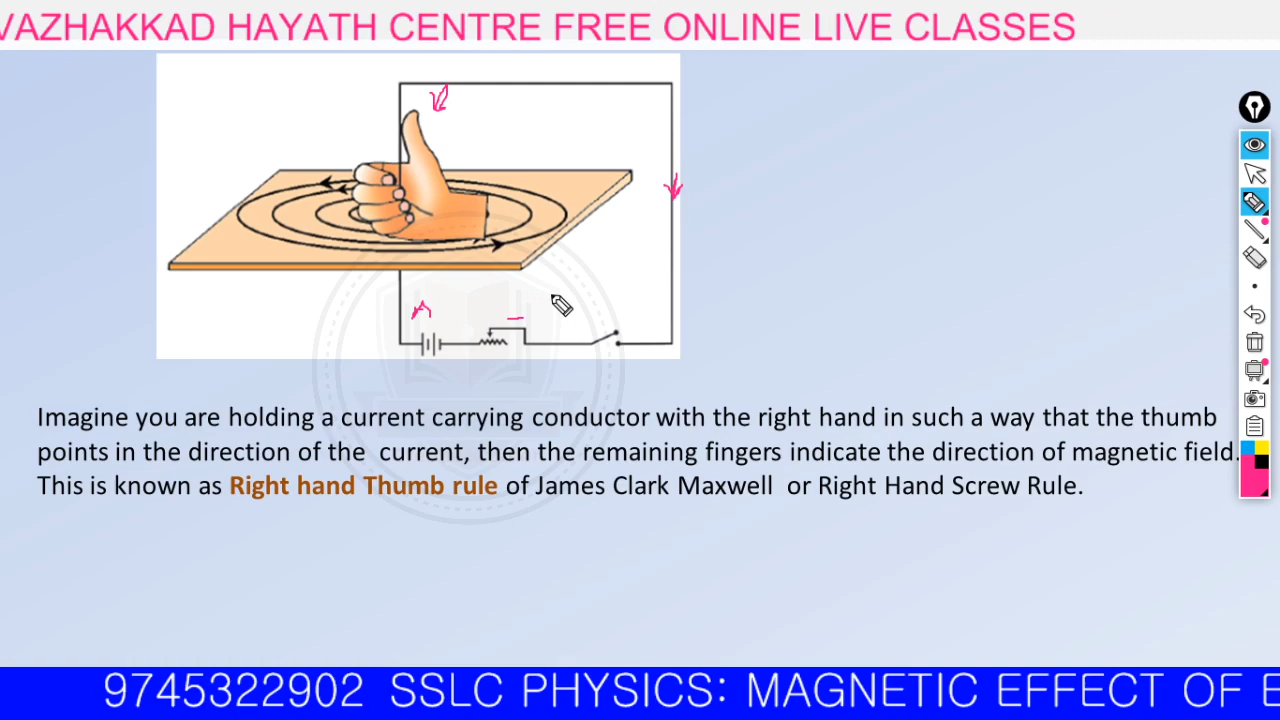 VAZHAKKAD HAYATH CENTRE FREE ONLINE LIVE CLASSES
Imagine you are holding a current carrying conductor with the right hand in such a way that the thumb
points in the direction of the current, then the remaining fingers indicate the direction of magnetic field.
This is known as Right hand Thumb rule of James Clark Maxwell or Right Hand Screw Rule.
9745322902 SSLC PHYSICS: MAGNETIC EFFECT OF E